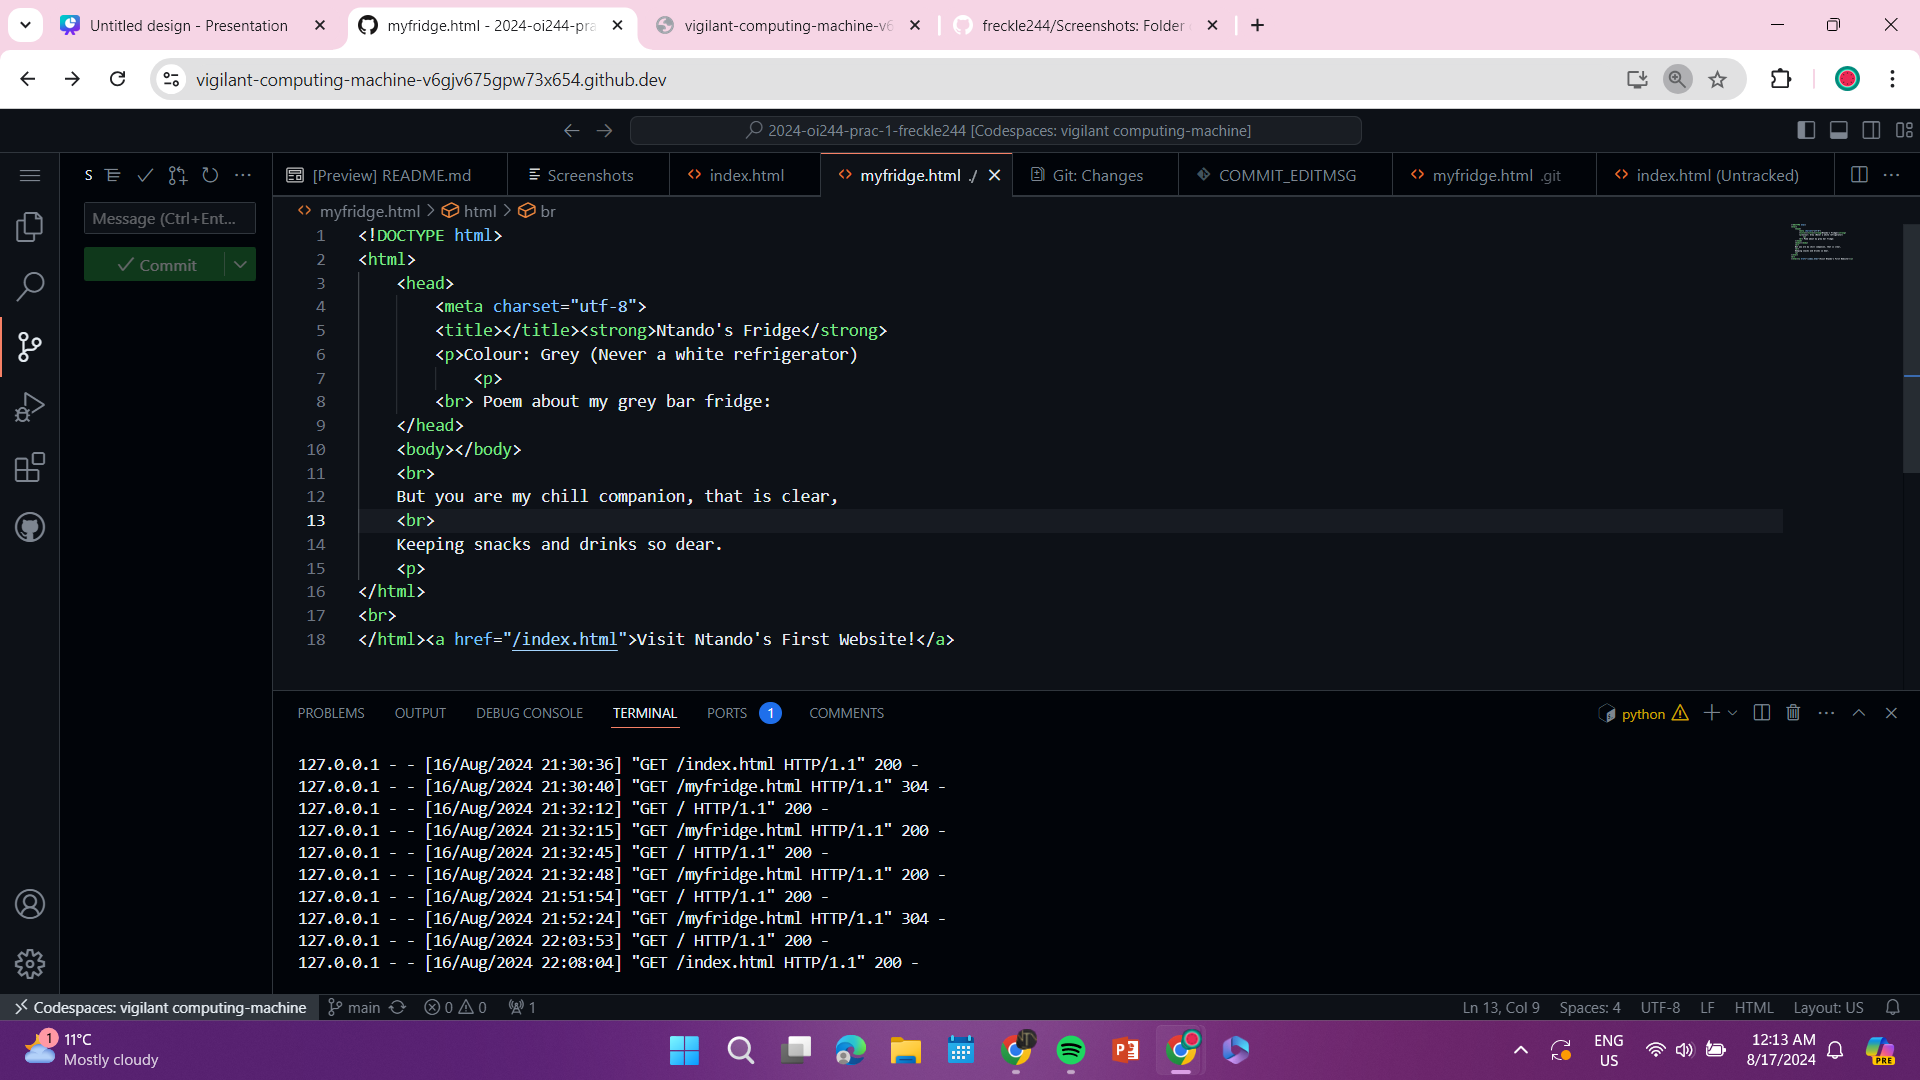 Untitled design - Presentation
myfridge.html - 2024-oi244-pra
vigilant-computing-machine-v6
freckle244/Screenshots: Folder
vigilant-computing-machine-v6gjv675gpw73x654.github.dev
2024-oi244-prac-1-freckle244 [Codespaces: vigilant computing-machine]
S
[Preview] README.md
Screenshots
index.html
myfridge.html ./
Git: Changes
COMMIT_EDITMSG
myfridge.html .git
index.html (Untracked)
Message (Ctrl+Ent...
Commit
myfridge.html > html > br
1 <!DOCTYPE html>
2 <html>
3 <head>
4 <meta charset="utf-8">
5 <title></title><strong>Ntando's Fridge</strong>
6 <p>Colour: Grey (Never a white refrigerator)
7 <p>
8 <br> Poem about my grey bar fridge:
9 </head>
10 <body></body>
11 <br>
12 But you are my chill companion, that is clear,
13 <br>
14 Keeping snacks and drinks so dear.
15 <p>
16 </html>
17 <br>
18 </html><a href="/index.html">Visit Ntando's First Website!</a>
PROBLEMS
OUTPUT
DEBUG CONSOLE
TERMINAL
PORTS 1
COMMENTS
python
127.0.0.1 - - [16/Aug/2024 21:30:36] "GET /index.html HTTP/1.1" 200 -
127.0.0.1 - - [16/Aug/2024 21:30:40] "GET /myfridge.html HTTP/1.1" 304 -
127.0.0.1 - - [16/Aug/2024 21:32:12] "GET / HTTP/1.1" 200 -
127.0.0.1 - - [16/Aug/2024 21:32:15] "GET /myfridge.html HTTP/1.1" 200 -
127.0.0.1 - - [16/Aug/2024 21:32:45] "GET / HTTP/1.1" 200 -
127.0.0.1 - - [16/Aug/2024 21:32:48] "GET /myfridge.html HTTP/1.1" 200 -
127.0.0.1 - - [16/Aug/2024 21:51:54] "GET / HTTP/1.1" 200 -
127.0.0.1 - - [16/Aug/2024 21:52:24] "GET /myfridge.html HTTP/1.1" 304 -
127.0.0.1 - - [16/Aug/2024 22:03:53] "GET / HTTP/1.1" 200 -
127.0.0.1 - - [16/Aug/2024 22:08:04] "GET /index.html HTTP/1.1" 200 -
Codespaces: vigilant computing-machine
main
0 0
1
Ln 13, Col 9
Spaces: 4
UTF-8
LF
HTML
Layout: US
1
11°C
Mostly cloudy
ENG
US
12:13 AM
8/17/2024
PRE